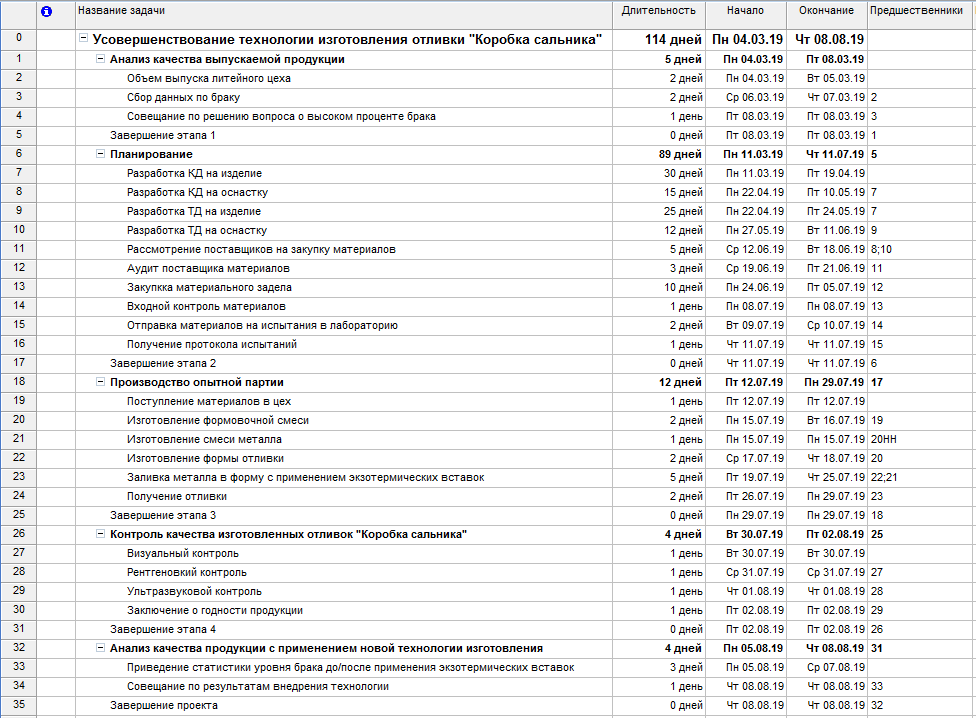 Название задачи Длительность Начало Окончание Предшественники
0 Усовершенствование технологии изготовления отливки "Коробка сальника" 114 дней Пн 04.03.19 Чт 08.08.19
1 Анализ качества выпускаемой продукции 5 дней Пн 04.03.19 Пт 08.03.19
2 Объем выпуска литейного цеха 2 дней Пн 04.03.19 Вт 05.03.19
3 Сбор данных по браку 2 дней Ср 06.03.19 Чт 07.03.19 2
4 Совещание по решению вопроса о высоком проценте брака 1 день Пт 08.03.19 Пт 08.03.19 3
5 Завершение этапа 1 0 дней Пт 08.03.19 Пт 08.03.19 1
6 Планирование 89 дней Пн 11.03.19 Чт 11.07.19 5
7 Разработка КД на изделие 30 дней Пн 11.03.19 Пт 19.04.19
8 Разработка КД на оснастку 15 дней Пн 22.04.19 Пт 10.05.19 7
9 Разработка ТД на изделие 25 дней Пн 22.04.19 Пт 24.05.19 7
10 Разработка ТД на оснастку 12 дней Пн 27.05.19 Вт 11.06.19 9
11 Рассмотрение поставщиков на закупку материалов 5 дней Ср 12.06.19 Вт 18.06.19 8;10
12 Аудит поставщика материалов 3 дней Ср 19.06.19 Пт 21.06.19 11
13 Закупкка материального задела 10 дней Пн 24.06.19 Пт 05.07.19 12
14 Входной контроль материалов 1 день Пн 08.07.19 Пн 08.07.19 13
15 Отправка материалов на испытания в лабораторию 2 дней Вт 09.07.19 Ср 10.07.19 14
16 Получение протокола испытаний 1 день Чт 11.07.19 Чт 11.07.19 15
17 Завершение этапа 2 0 дней Чт 11.07.19 Чт 11.07.19 6
18 Производство опытной партии 12 дней Пт 12.07.19 Пн 29.07.19 17
19 Поступление материалов в цех 1 день Пт 12.07.19 Пт 12.07.19
20 Изготовление формовочной смеси 2 дней Пн 15.07.19 Вт 16.07.19 19
21 Изготовление смеси металла 1 день Пн 15.07.19 Пн 15.07.19 20НН
22 Изготовление формы отливки 2 дней Ср 17.07.19 Чт 18.07.19 20
23 Заливка металла в форму с применением экзотермических вставок 5 дней Пт 19.07.19 Чт 25.07.19 22;21
24 Получение отливки 2 дней Пт 26.07.19 Пн 29.07.19 23
25 Завершение этапа 3 0 дней Пн 29.07.19 Пн 29.07.19 18
26 Контроль качества изготовленных отливок "Коробка сальника" 4 дней Вт 30.07.19 Пт 02.08.19 25
27 Визуальный контроль 1 день Вт 30.07.19 Вт 30.07.19
28 Рентгеновкий контроль 1 день Ср 31.07.19 Ср 31.07.19 27
29 Ультразвуковой контроль 1 день Чт 01.08.19 Чт 01.08.19 28
30 Заключение о годности продукции 1 день Пт 02.08.19 Пт 02.08.19 29
31 Завершение этапа 4 0 дней Пт 02.08.19 Пт 02.08.19 26
32 Анализ качества продукции с применением новой технологии изготовления 4 дней Пн 05.08.19 Чт 08.08.19 31
33 Приведение статистики уровня брака до/после применения экзотермических вставок 3 дней Пн 05.08.19 Ср 07.08.19
34 Совещание по результатам внедрения технологии 1 день Чт 08.08.19 Чт 08.08.19 33
35 Завершение проекта 0 дней Чт 08.08.19 Чт 08.08.19 32